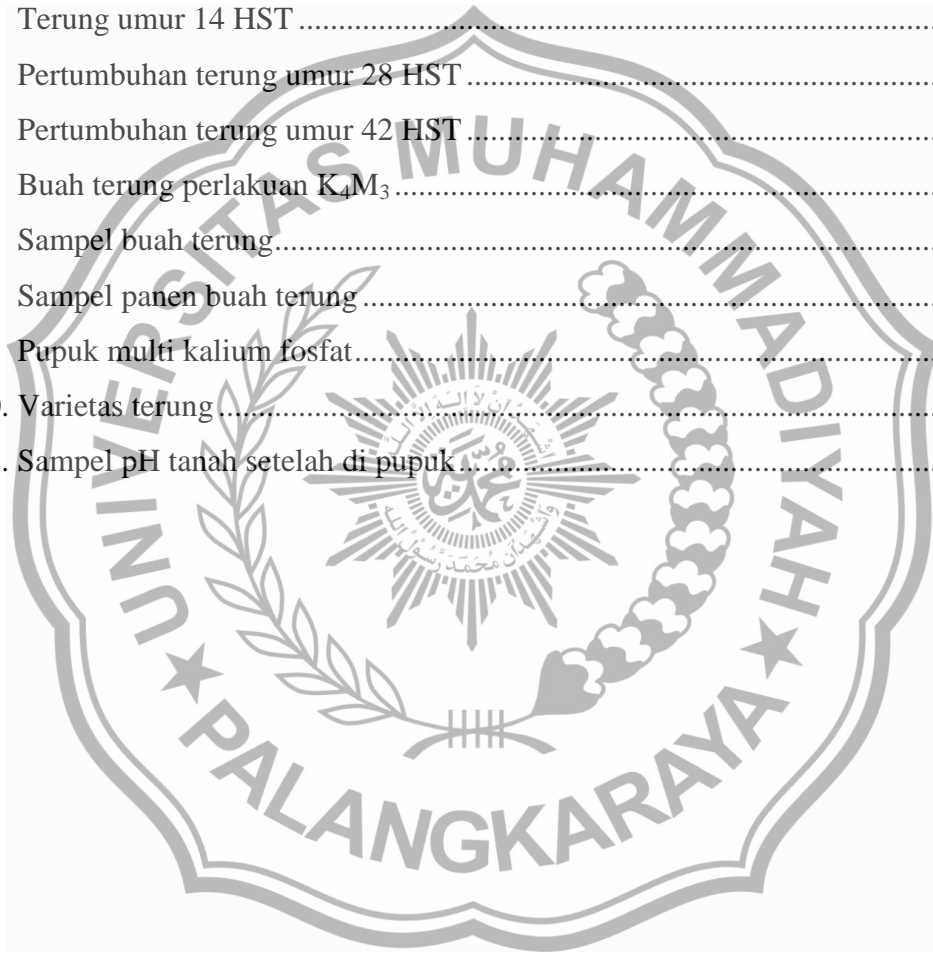 Terung umur 14 HST
Pertumbuhan terung umur 28 HST
Pertumbuhan terung umur 42 HST
Buah terung perlakuan K₄M₃
Sampel buah terung
Sampel panen buah terung
Pupuk multi kalium fosfat
. Varietas terung
. Sampel pH tanah setelah di pupuk
UNIVERSITAS MUHAMMADIYAH
PALANGKARAYA